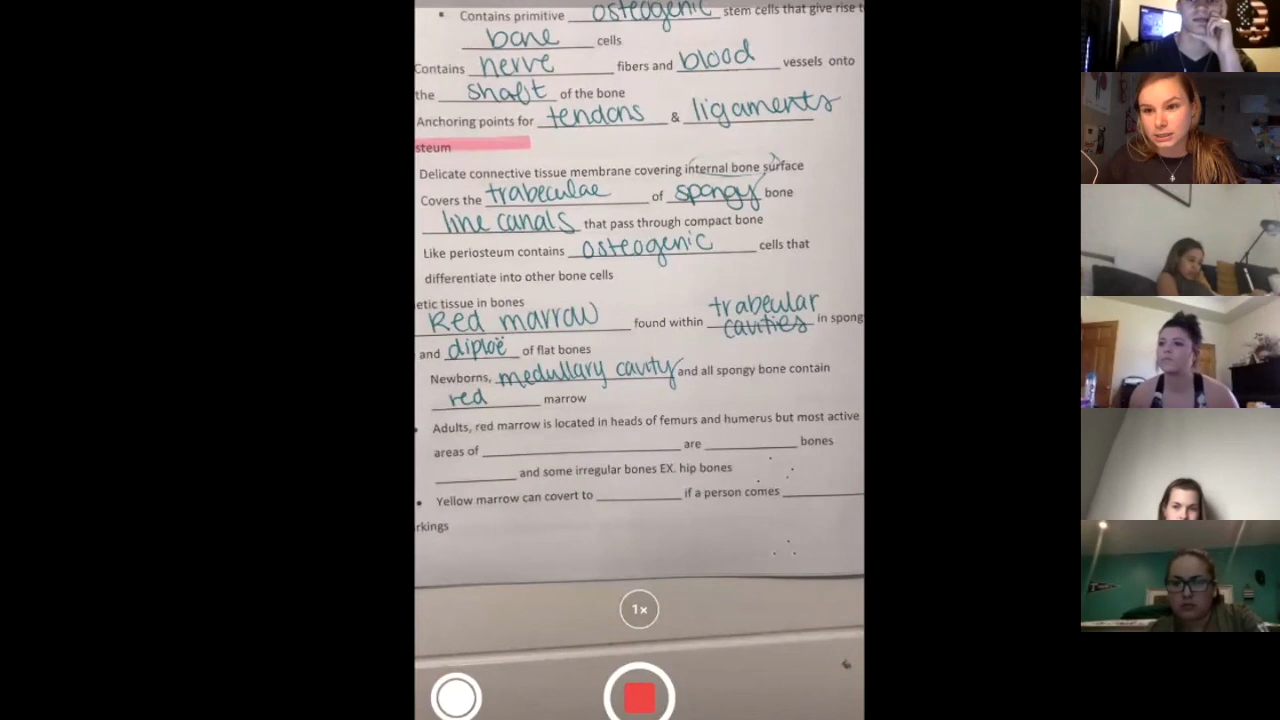 • Contains primitive osteogenic stem cells that give rise t
bone cells
Contains nerve fibers and blood vessels onto
the shaft of the bone
Anchoring points for tendons & ligaments
steum
Delicate connective tissue membrane covering internal bone surface
Covers the trabeculae of spongy bone
line canals that pass through compact bone
Like periosteum contains osteogenic cells that
differentiate into other bone cells
etic tissue in bones
Red marrow found within trabecular cavities in spong
and diploë of flat bones
Newborns, medullary cavity and all spongy bone contain
red marrow
• Adults, red marrow is located in heads of femurs and humerus but most active
areas of ____ are ____ bones
____ and some irregular bones EX. hip bones
• Yellow marrow can covert to ____ if a person comes ____
rkings
1x